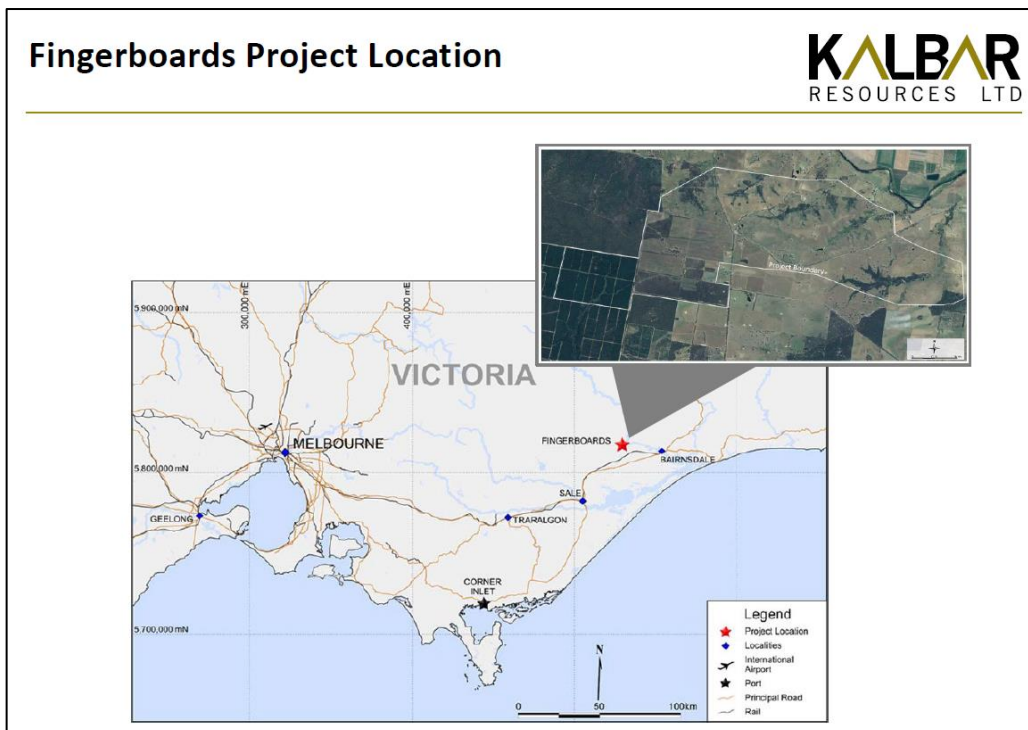 Fingerboards Project Location
KALBAR
RESOURCES LTD
Project Boundary
5,900,000 mN
300,000 mE
400,000 mE
VICTORIA
MELBOURNE
FINGERBOARDS
BAIRNSDALE
5,800,000 mN
SALE
GEELONG
TRARALGON
CORNER
INLET
5,700,000 mN
N
0 50 100km
Legend
Project Location
Localities
International
Airport
Port
Principal Road
Rail